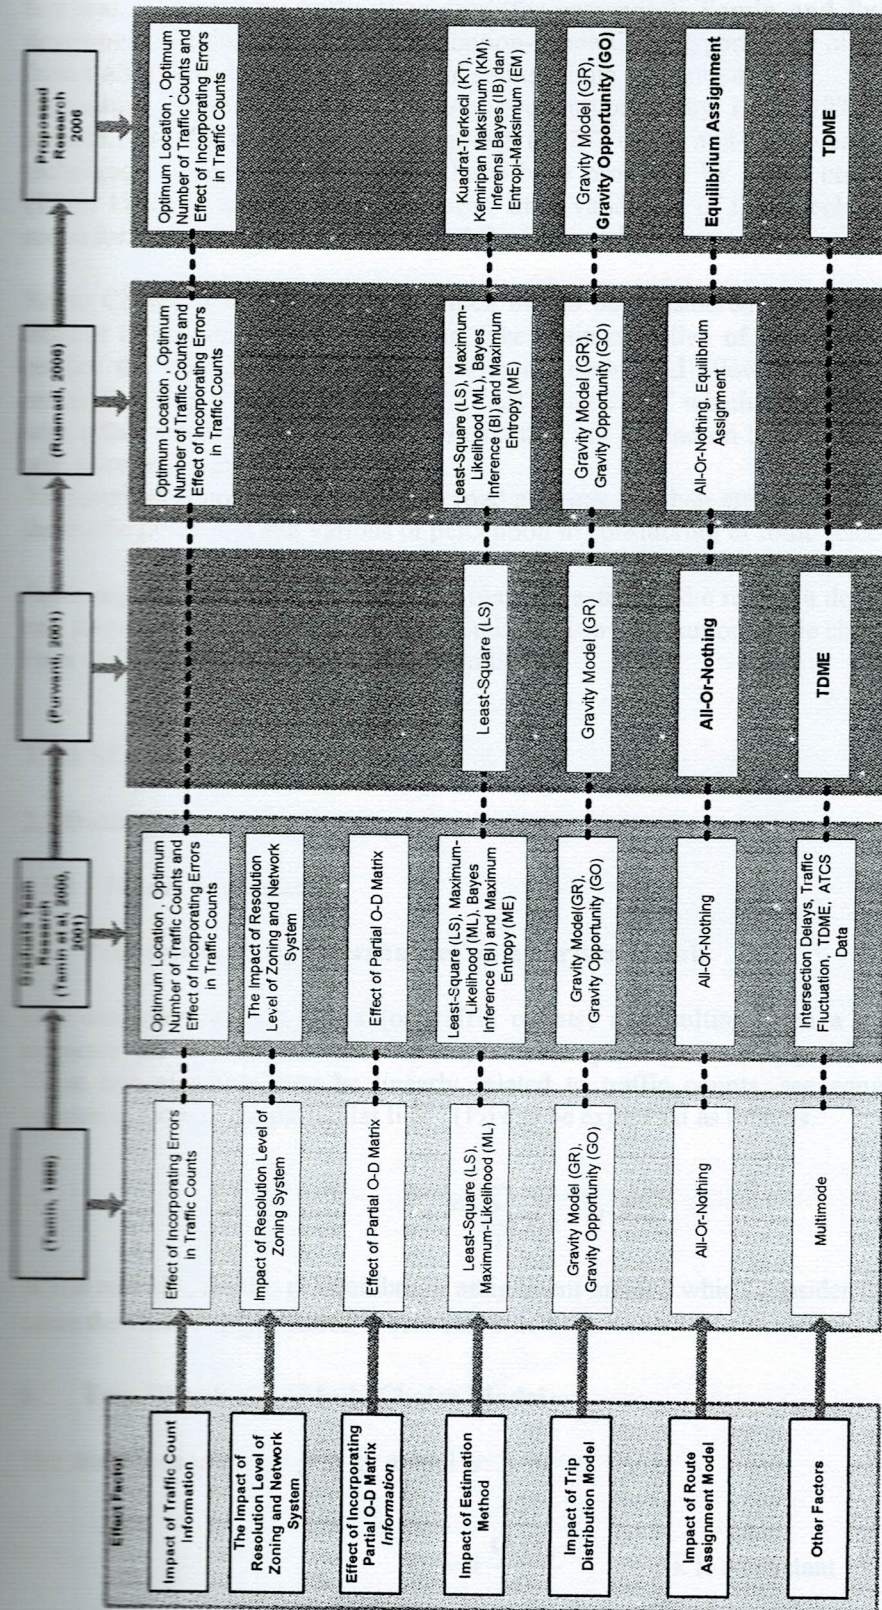 (Tamin, 1988)
Graduate Team
Research
(Tamin et al, 2000,
2001)
(Purwanti, 2001)
(Rusmadi, 2006)
Proposed
Research
2006
Effect Factor
Impact of Traffic Count
Information
The Impact of
Resolution Level of
Zoning and Network
System
Effect of Incorporating
Partial O-D Matrix
Information
Impact of Estimation
Method
Impact of Trip
Distribution Model
Impact of Route
Assignment Model
Other Factors
Effect of Incorporating Errors
in Traffic Counts
Impact of Resolution Level of
Zoning System
Effect of Partial O-D Matrix
Least-Square (LS),
Maximum-Likelihood (ML)
Gravity Model (GR),
Gravity Opportunity (GO)
All-Or-Nothing
Multimode
Optimum Location , Optimum
Number of Traffic Counts and
Effect of Incorporating Errors
in Traffic Counts
The Impact of Resolution
Level of Zoning and Network
System
Effect of Partial O-D Matrix
Least-Square (LS), Maximum-
Likelihood (ML), Bayes
Inference (BI) and Maximum
Entropy (ME)
Gravity Model(GR),
Gravity Opportunity (GO)
All-Or-Nothing
Intersection Delays, Traffic
Fluctuation, TDME, ATCS
Data
Least-Square (LS)
Gravity Model (GR)
All-Or-Nothing
TDME
Optimum Location , Optimum
Number of Traffic Counts and
Effect of Incorporating Errors
in Traffic Counts
Least-Square (LS), Maximum-
Likelihood (ML), Bayes
Inference (BI) and Maximum
Entropy (ME)
Gravity Model (GR),
Gravity Opportunity (GO)
All-Or-Nothing, Equilibrium
Assignment
Optimum Location , Optimum
Number of Traffic Counts and
Effect of Incorporating Errors
in Traffic Counts
Kuadrat-Terkecil (KT),
Kemiripan Maksimum (KM),
Inferensi Bayes (IB) dan
Entropi-Maksimum (EM)
Gravity Model (GR),
Gravity Opportunity (GO)
Equilibrium Assignment
TDME